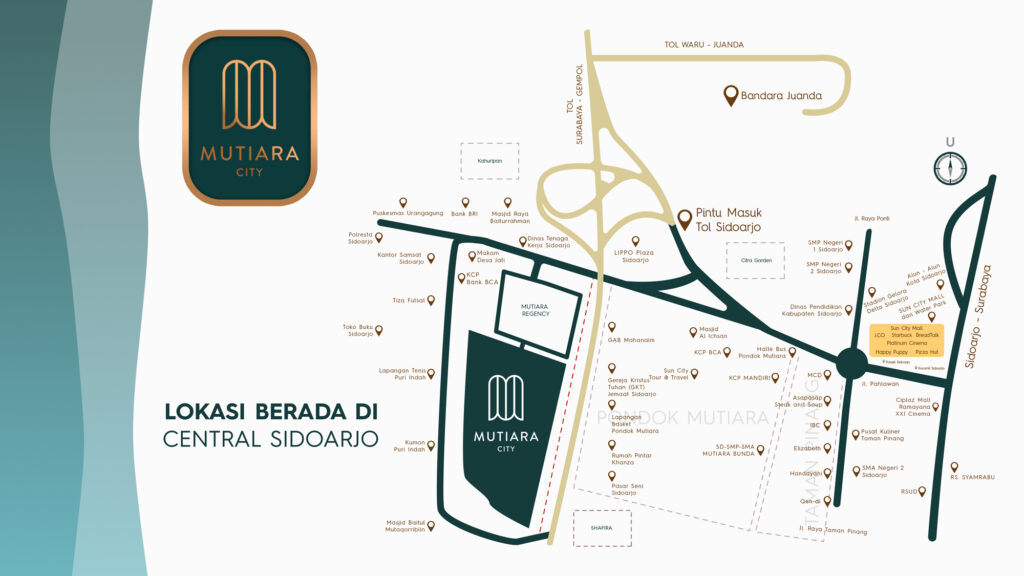 MUTIARA
CITY
LOKASI BERADA DI
CENTRAL SIDOARJO
TOL WARU - JUANDA
TOL
SURABAYA - GEMPOL
Bandara Juanda
U
Kahuripan
Puskesmas Urangagung
Bank BRI
Masjid Raya
Baiturrahman
Polresta
Sidoarjo
Kantor Samsat
Sidoarjo
Makam
Desa Jati
Dinas Tenaga
Kerja Sidoarjo
KCP
Bank BCA
Tiza Fulsal
Toko Buku
Sidoarjo
Lapangan Tenis
Puri Indah
Kumon
Puri Indah
Masjid Baitul
Mutaqorribiin
MUTIARA
REGENCY
MUTIARA
CITY
Pintu Masuk
Tol Sidoarjo
LIPPO Plaza
Sidoarjo
Citra Garden
GAB Mahanaim
Masjid
Al Ichsan
KCP BCA
Halte Bus
Pondok Mutiara
Gereja Kristus
Tuhan (GKT)
Jemaat Sidoarjo
Sun City
Tour & Travel
KCP MANDIRI
Lapangan
Basket
Pondok Mutiara
PONDOK MUTIARA
Rumah Pintar
Khanza
SD-SMP-SMA
MUTIARA BUNDA
Pasar Seni
Sidoarjo
SHAFIRA
Jl. Raya Ponti
SMP Negeri
1 Sidoarjo
SMP Negeri
2 Sidoarjo
Dinas Pendidikan
Kabupaten Sidoarjo
Stadion Gelora
Delta Sidoarjo
Alun - Alun
Kota Sidoarjo
SUN CITY MALL
dan Water Park
Sidoarjo - Surabaya
Sun City Mall
J.CO Starbuck BreadTalk
Platinum Cinema
Happy Puppy Pizza Hut
Jl. Pahlawan
MCD
Asapasap
Steak and Soup
IBC
Elizabeth
Handayani
Qen-di
TAMAN PINANG
Jl. Raya Taman Pinang
Ciplaz Mall
Ramayana
XXI Cinema
Pusat Kuliner
Taman Pinang
SMA Negeri 2
Sidoarjo
RSUD
RS. SYAMRABU